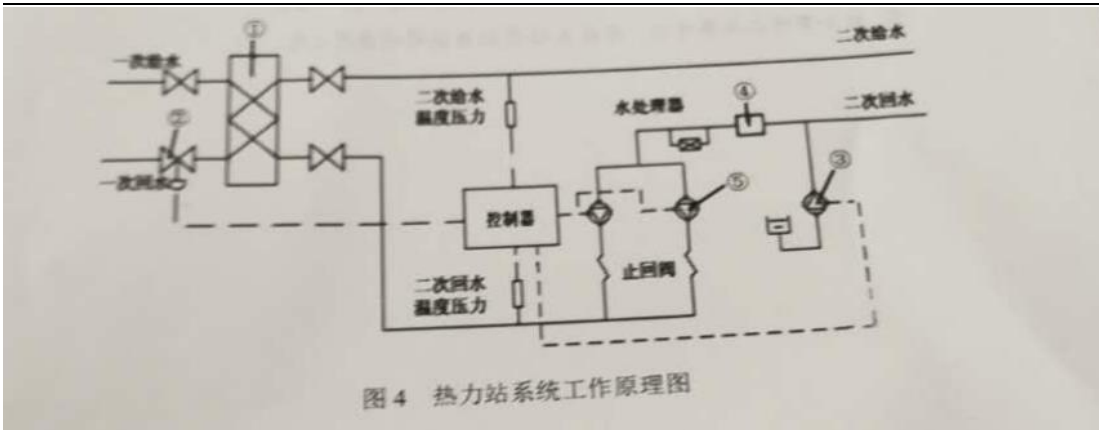 ①
二次给水
一次给水
④
二次给水
温度压力
水处理器
二次回水
②
③
⑤
一次回水
控制器
二次回水
温度压力
止回阀
图 4 热力站系统工作原理图